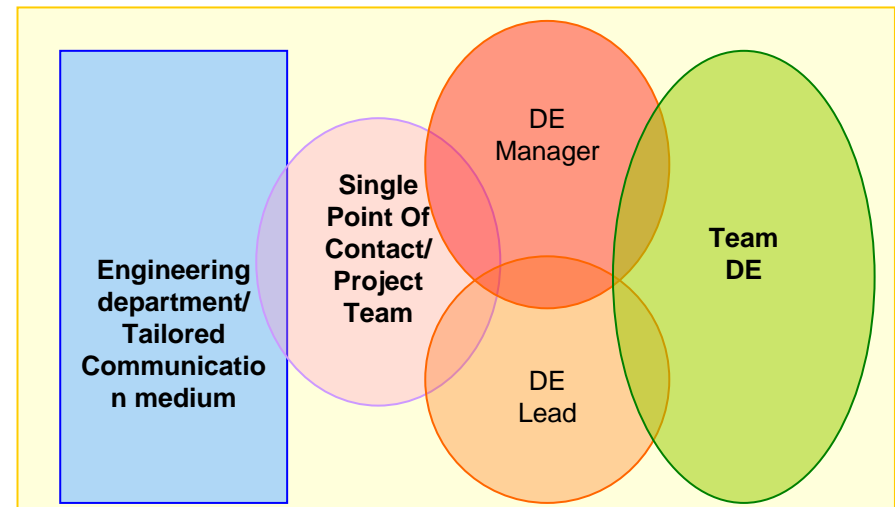 Engineering
department/
Tailored
Communicatio
n medium
Single
Point Of
Contact/
Project
Team
DE
Manager
DE
Lead
Team
DE